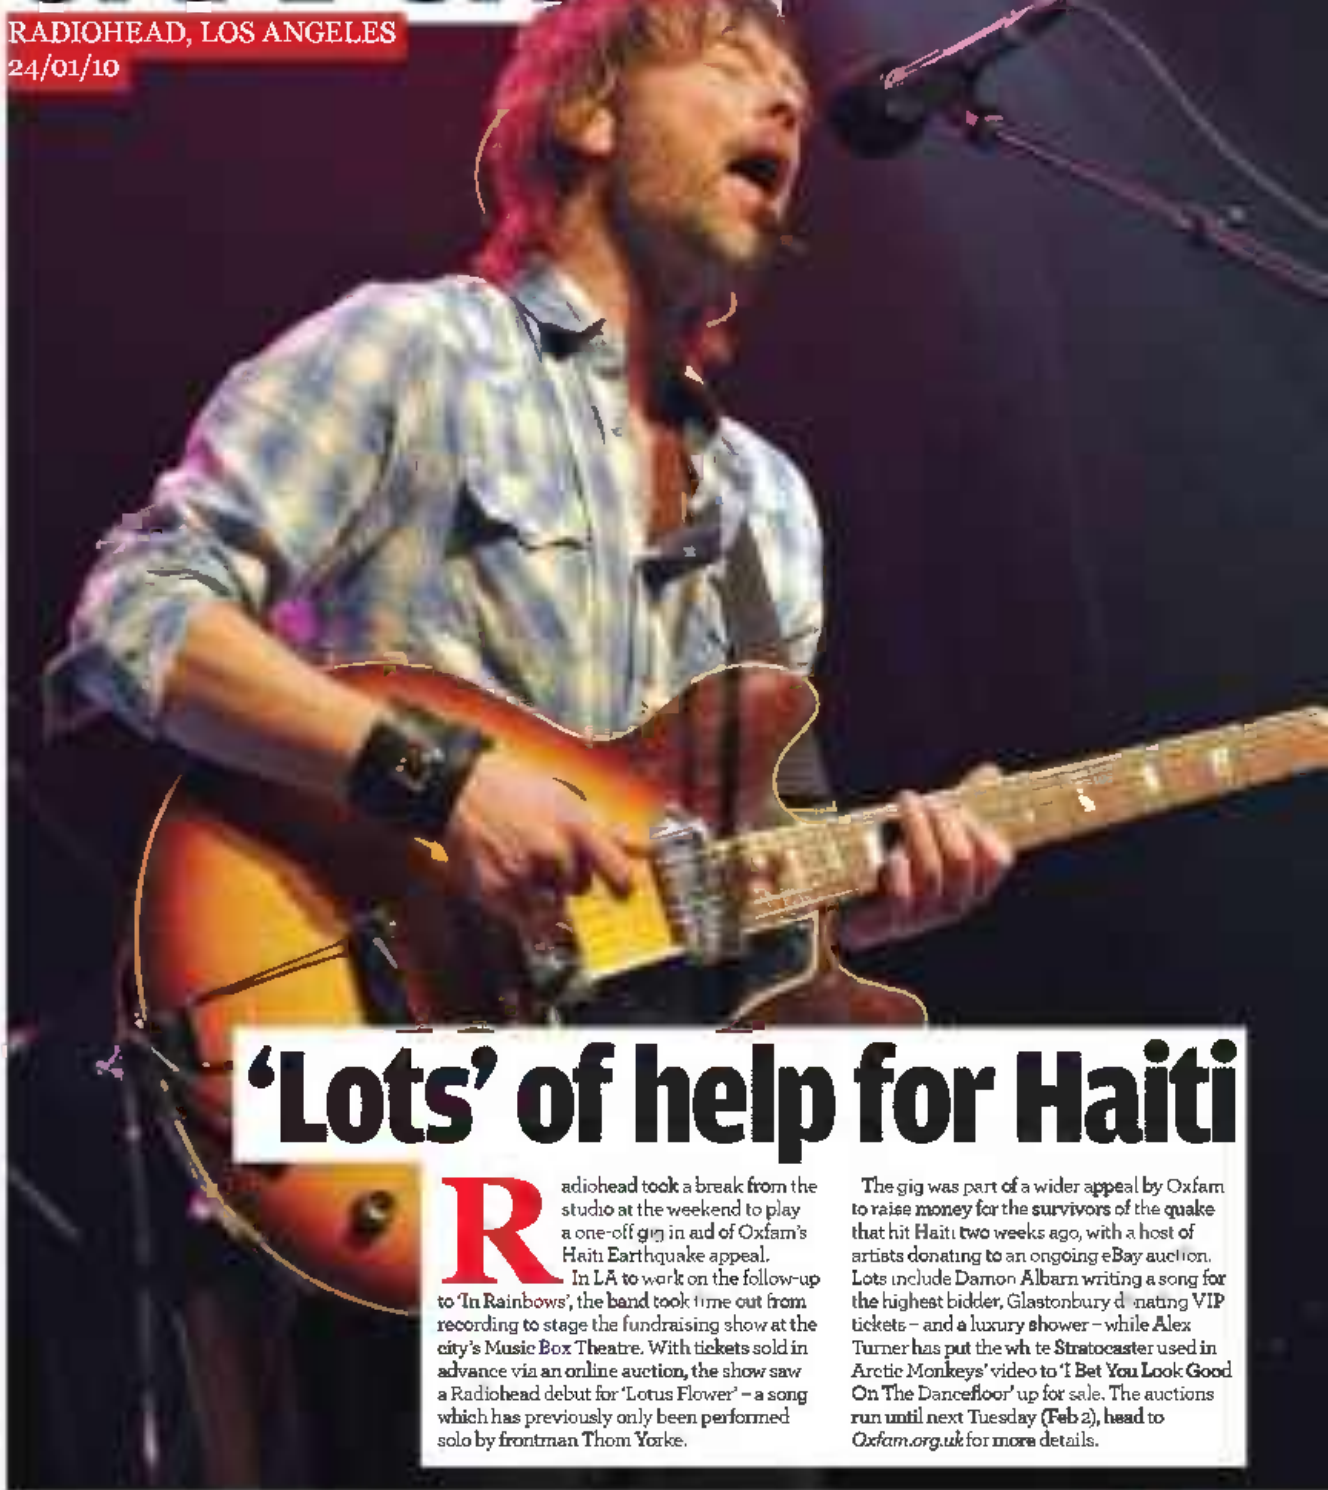 RADIOHEAD, LOS ANGELES
24/01/10
‘Lots’ of help for Haiti
Radiohead took a break from the
studio at the weekend to play
a one-off gig in aid of Oxfam’s
Haiti Earthquake appeal.
In LA to work on the follow-up
to ‘In Rainbows’, the band took time out from
recording to stage the fundraising show at the
city’s Music Box Theatre. With tickets sold in
advance via an online auction, the show saw
a Radiohead debut for ‘Lotus Flower’ – a song
which has previously only been performed
solo by frontman Thom Yorke.
The gig was part of a wider appeal by Oxfam
to raise money for the survivors of the quake
that hit Haiti two weeks ago, with a host of
artists donating to an ongoing eBay auction.
Lots include Damon Albarn writing a song for
the highest bidder, Glastonbury donating VIP
tickets – and a luxury shower – while Alex
Turner has put the white Stratocaster used in
Arctic Monkeys’ video to ‘I Bet You Look Good
On The Dancefloor’ up for sale. The auctions
run until next Tuesday (Feb 2), head to
Oxfam.org.uk for more details.